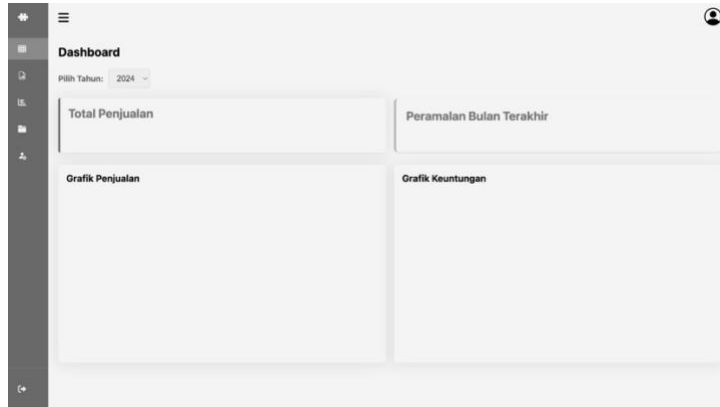 Dashboard
Pilih Tahun: 2024
Total Penjualan
Peramalan Bulan Terakhir
Grafik Penjualan
Grafik Keuntungan